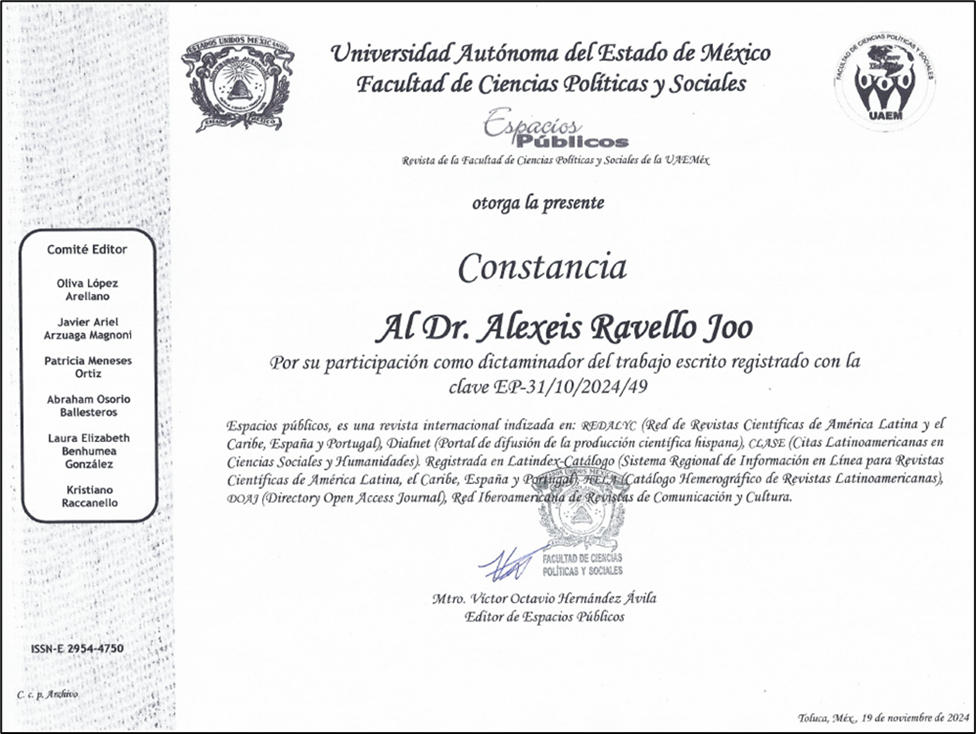 ESTADOS UNIDOS MEXICANOS
Universidad Autónoma del Estado de México
Facultad de Ciencias Políticas y Sociales
FACULTAD DE CIENCIAS POLÍTICAS Y SOCIALES
UAEM
Espacios
Públicos
Revista de la Facultad de Ciencias Políticas y Sociales de la UAEMéx
otorga la presente
Constancia
Al Dr. Alexeis Ravello Joo
Por su participación como dictaminador del trabajo escrito registrado con la
clave EP-31/10/2024/49
Espacios públicos, es una revista internacional indizada en: REDALYC (Red de Revistas Científicas de América Latina y el
Caribe, España y Portugal), Dialnet (Portal de difusión de la producción científica hispana), CLASE (Citas Latinoamericanas en
Ciencias Sociales y Humanidades). Registrada en Latindex-Catálogo (Sistema Regional de Información en Línea para Revistas
Científicas de América Latina, el Caribe, España y Portugal), HELA (Catálogo Hemerográfico de Revistas Latinoamericanas),
DOAJ (Directory Open Access Journal), Red Iberoamericana de Revistas de Comunicación y Cultura.
FACULTAD DE CIENCIAS
POLÍTICAS Y SOCIALES
Mtro. Víctor Octavio Hernández Ávila
Editor de Espacios Públicos
Comité Editor
Oliva López
Arellano
Javier Ariel
Arzuaga Magnoni
Patricia Meneses
Ortiz
Abraham Osorio
Ballesteros
Laura Elizabeth
Benhumea
González
Kristiano
Raccanello
ISSN-E 2954-4750
C. c. p. Archivo
Toluca, Méx., 19 de noviembre de 2024